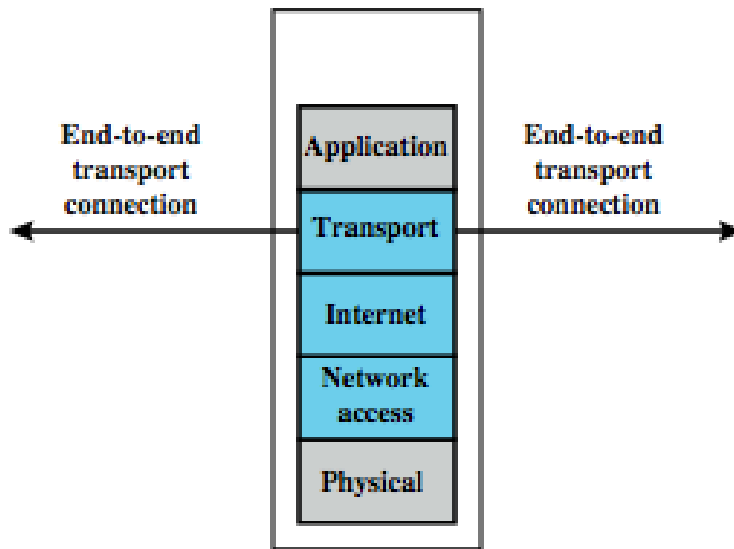 End-to-end
transport
connection
Application
End-to-end
transport
connection
Transport
Internet
Network
access
Physical